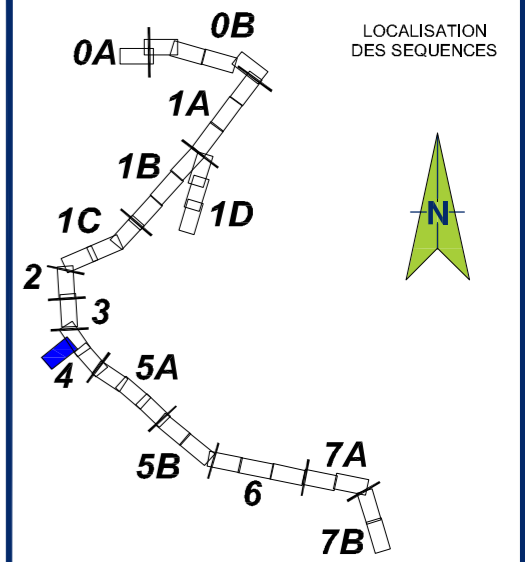 LOCALISATION
DES SEQUENCES
0A
0B
1A
1B
1C
1D
N
2
3
4
5A
5B
6
7A
7B